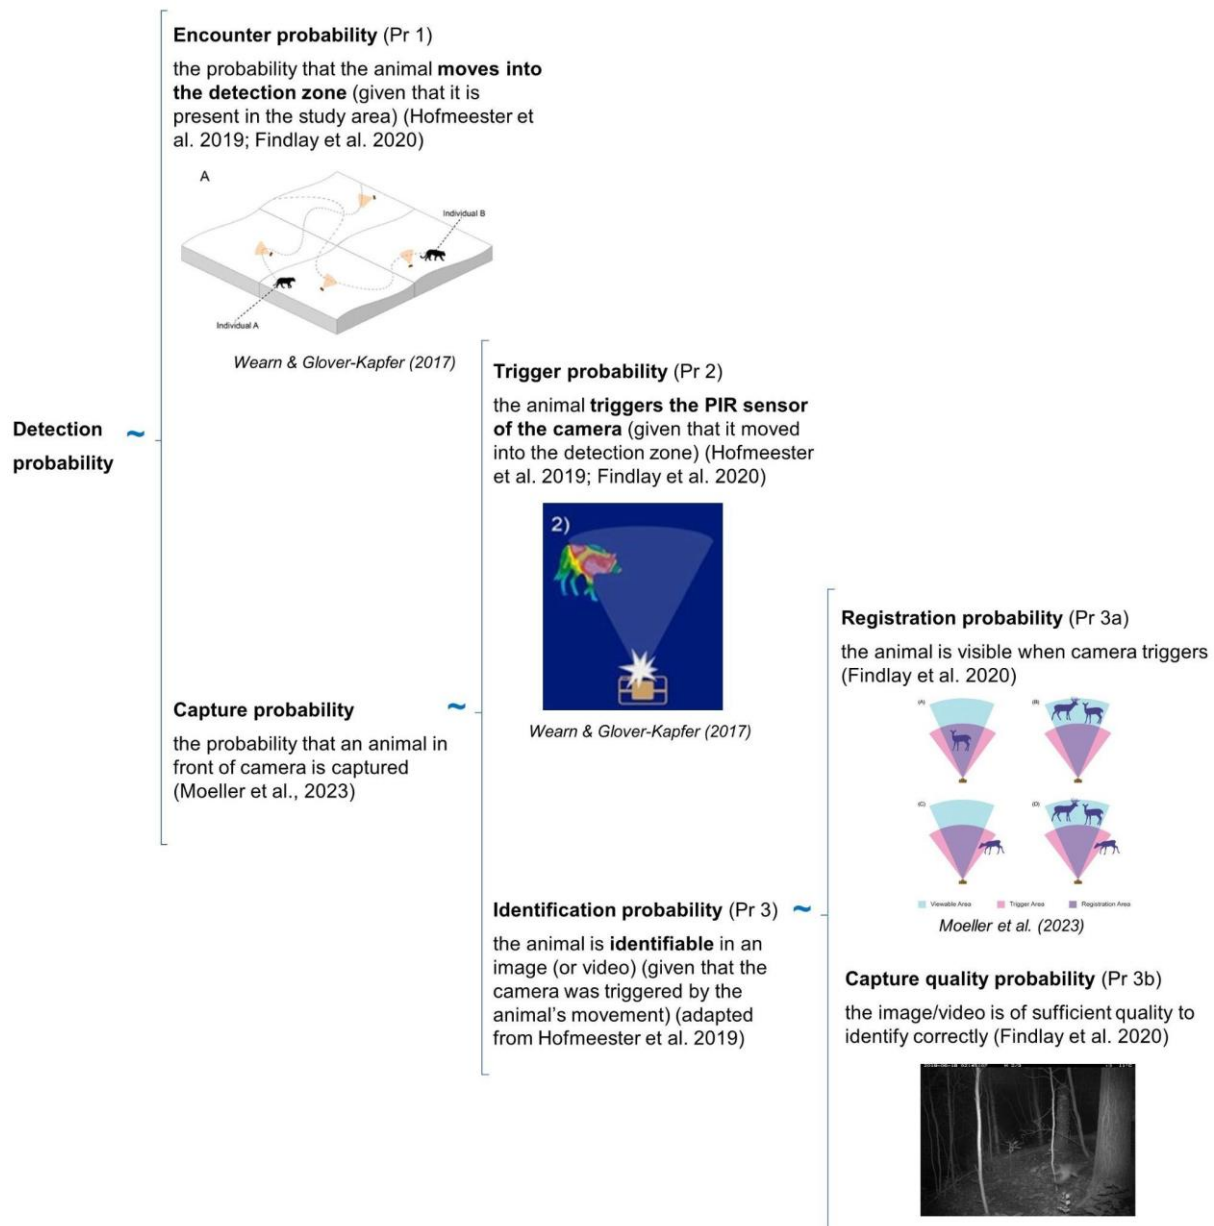 Encounter probability (Pr 1)
the probability that the animal moves into
the detection zone (given that it is
present in the study area) (Hofmeester et
al. 2019; Findlay et al. 2020)
A
Individual B
Individual A
Wearn & Glover-Kapfer (2017)
Detection ~
probability
Trigger probability (Pr 2)
the animal triggers the PIR sensor
of the camera (given that it moved
into the detection zone) (Hofmeester
et al. 2019; Findlay et al. 2020)
2)
Wearn & Glover-Kapfer (2017)
Capture probability ~
the probability that an animal in
front of camera is captured
(Moeller et al., 2023)
Registration probability (Pr 3a)
the animal is visible when camera triggers
(Findlay et al. 2020)
(A) (B)
(C) (D)
Viewable Area Trigger Area Registration Area
Moeller et al. (2023)
Identification probability (Pr 3) ~
the animal is identifiable in an
image (or video) (given that the
camera was triggered by the
animal's movement) (adapted
from Hofmeester et al. 2019)
Capture quality probability (Pr 3b)
the image/video is of sufficient quality to
identify correctly (Findlay et al. 2020)